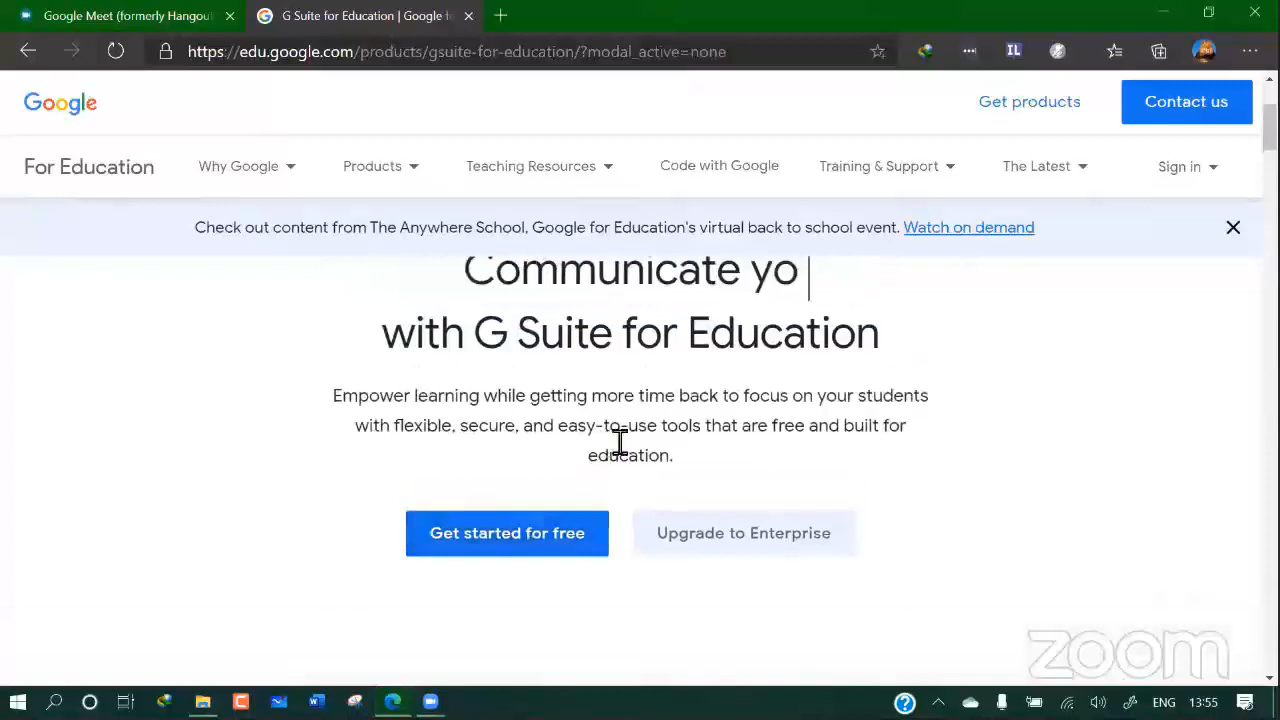 Google Meet (formerly Hangout
G Suite for Education | Google fo
https://edu.google.com/products/gsuite-for-education/?modal_active=none
IL
Google
Get products
Contact us
For Education
Why Google
Products
Teaching Resources
Code with Google
Training & Support
The Latest
Sign in
Check out content from The Anywhere School, Google for Education's virtual back to school event. Watch on demand
Communicate yo
with G Suite for Education
Empower learning while getting more time back to focus on your students
with flexible, secure, and easy-to-use tools that are free and built for
education.
Get started for free
Upgrade to Enterprise
zoom
ENG
13:55